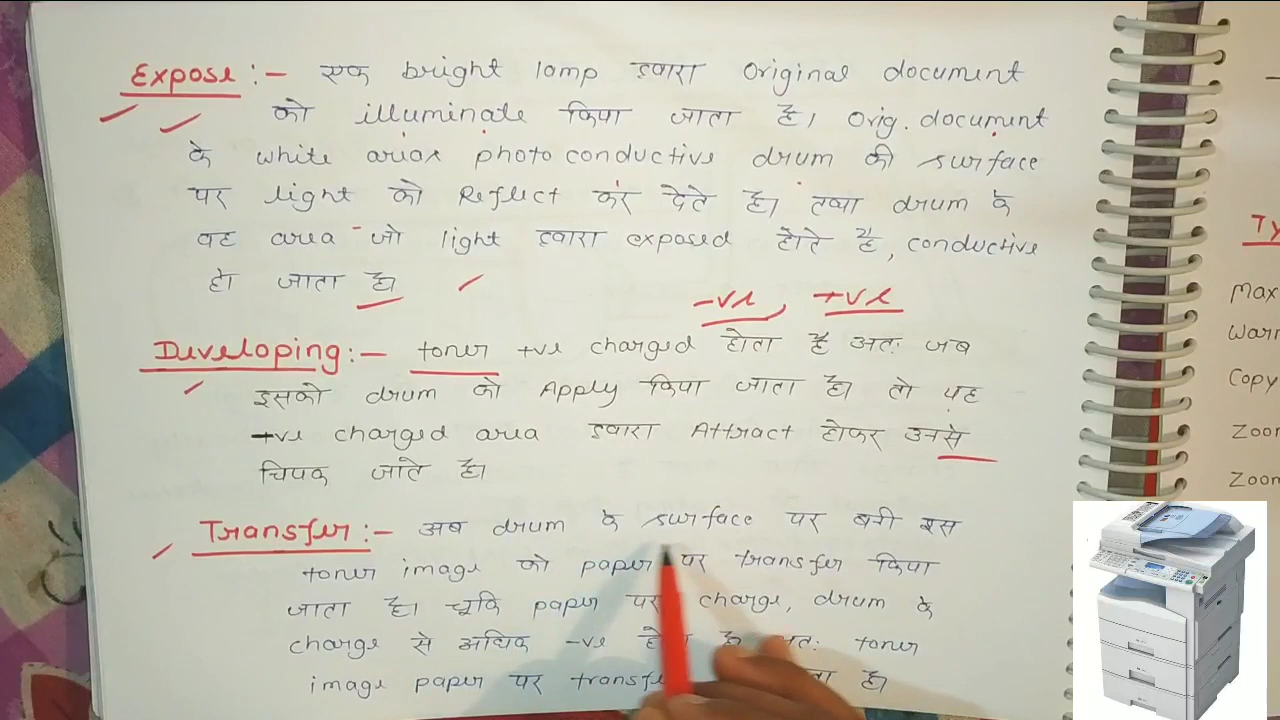 Expose :- एक bright lamp द्वारा Original document
को illuminate किया जाता है। Orig. document
के white arias photoconductive drum की surface
पर light को Reflect कर देते है। तथा drum के
वह area जो light द्वारा exposed होते है, conductive
हो जाता है।
-ve, +ve
Developing :- toner +ve charged होता है अतः जब
इसको drum को Apply किया जाता है। तो यह
+ve charged area द्वारा Attract होकर उनसे
चिपक जाते है।
Transfer :- अब drum के surface पर बनी इस
toner image को paper पर transfer किया
जाता है। चूकि paper पर charge, drum के
charge से अधिक -ve toner
image paper पर है।
Ty
Max
Warn
Copy
Zoom
Zoom